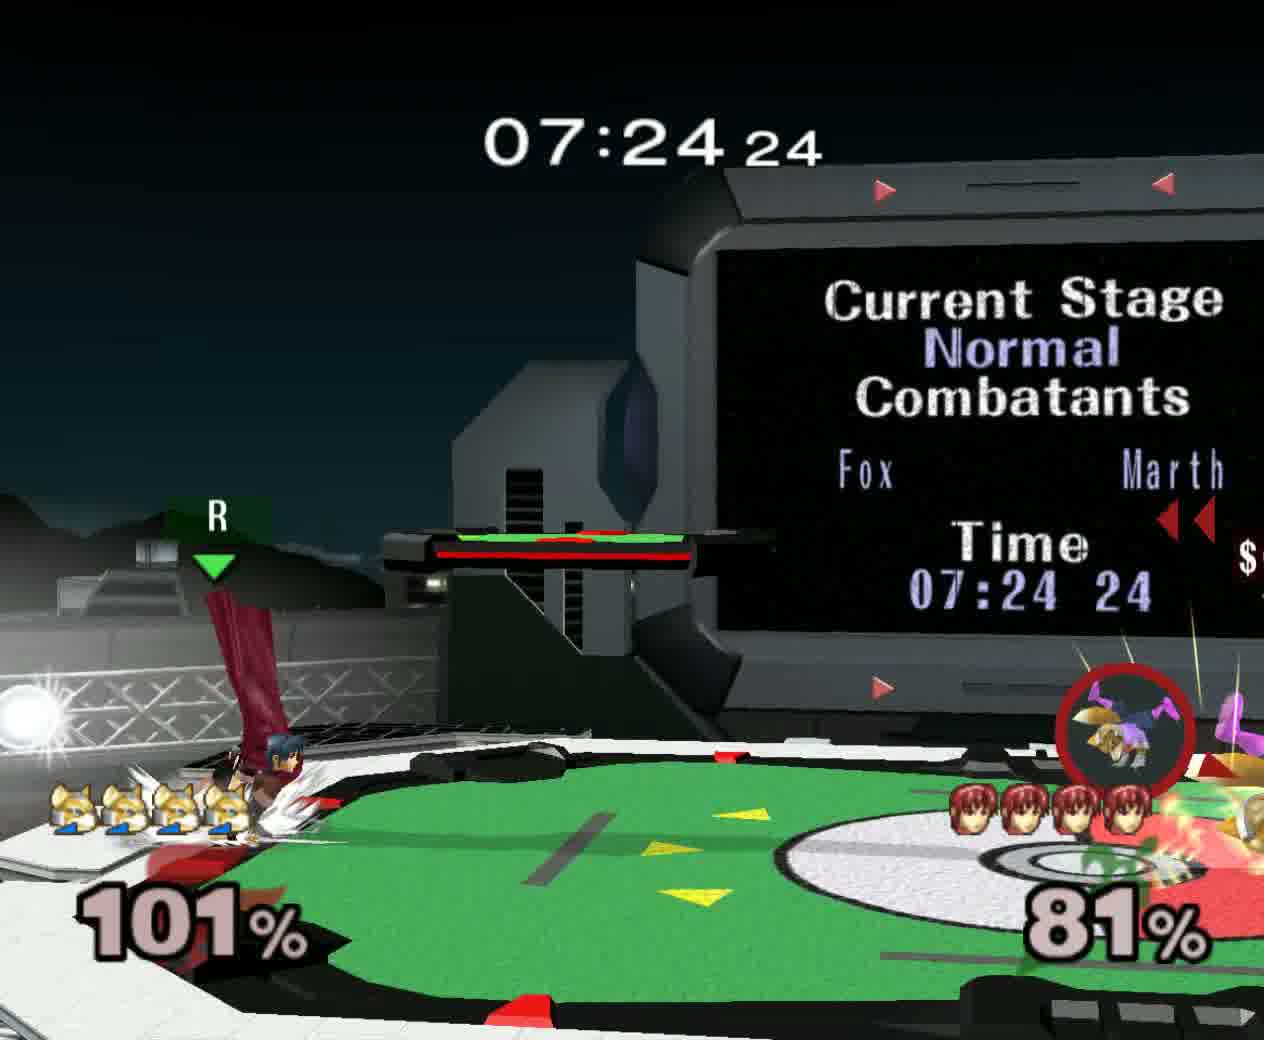 07:24 24
Current Stage
Normal
Combatants
Fox Marth
R
Time
$
07:24 24
101%
81%